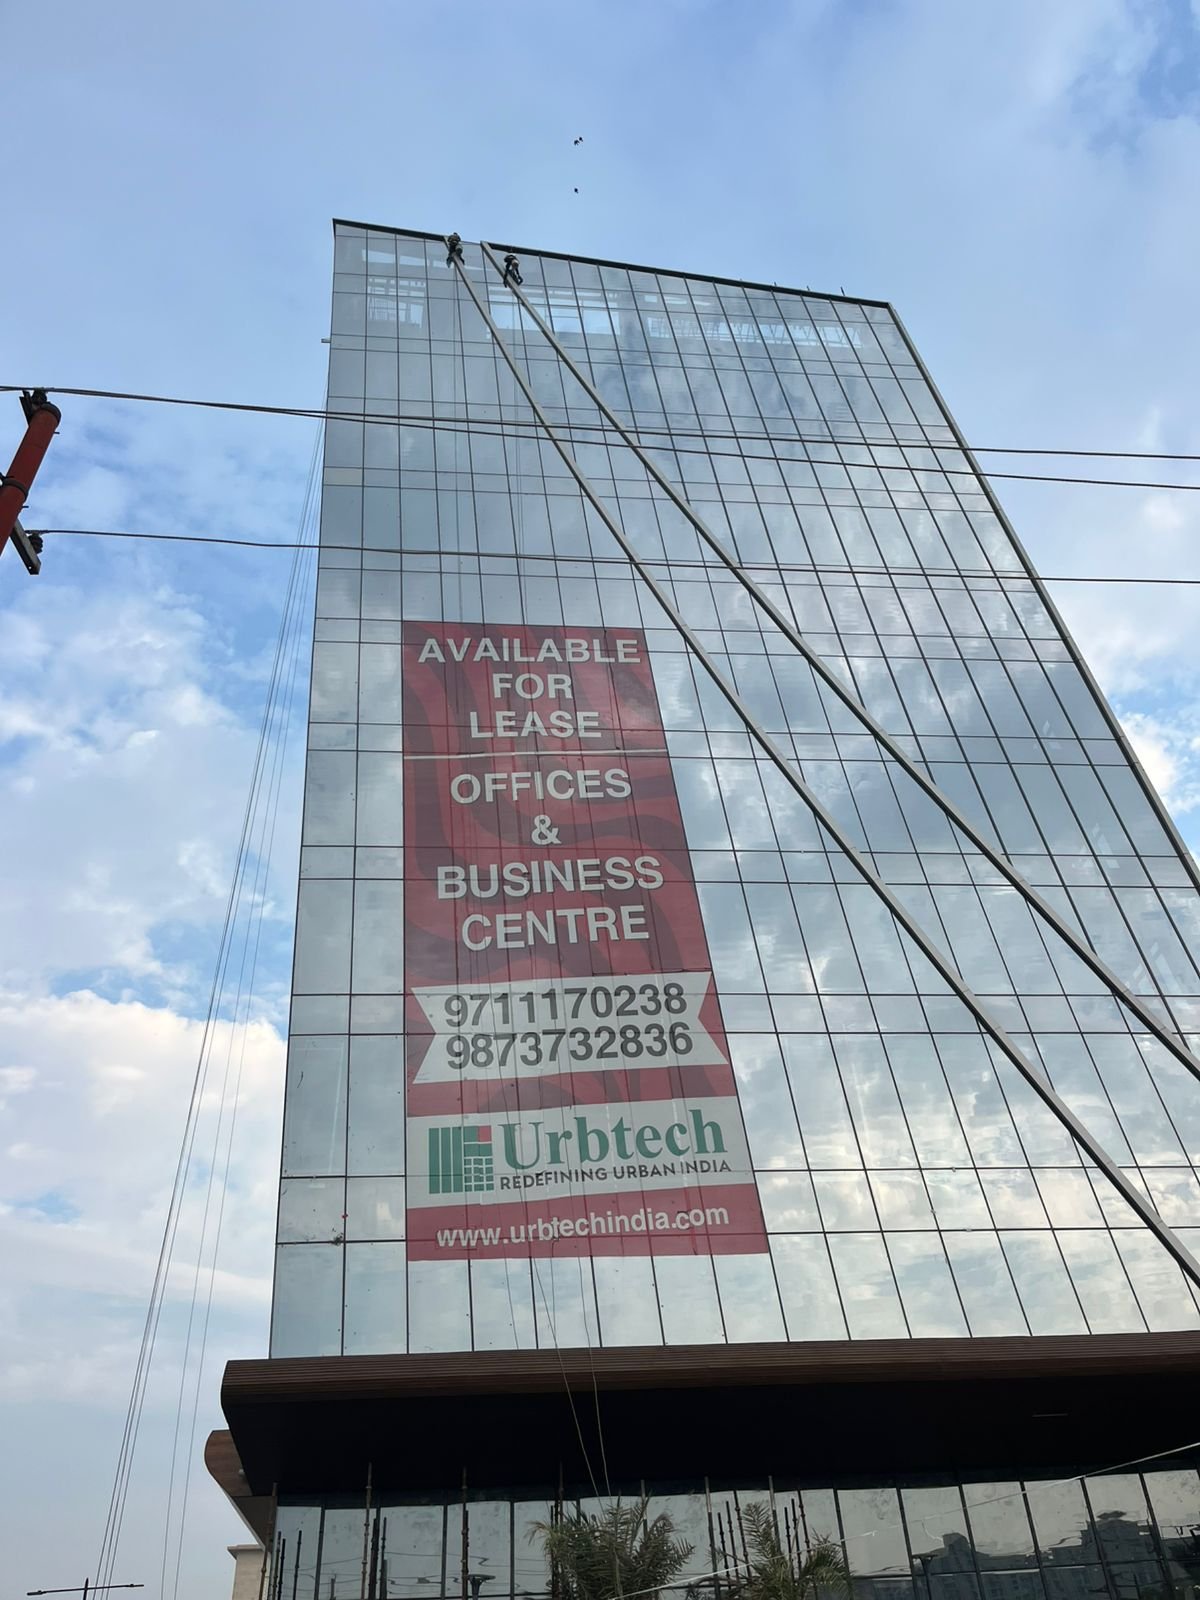 AVAILABLE
FOR
LEASE
OFFICES
&
BUSINESS
CENTRE
9711170238
9873732836
Urbtech
REDEFINING URBAN INDIA
www.urbtechindia.com